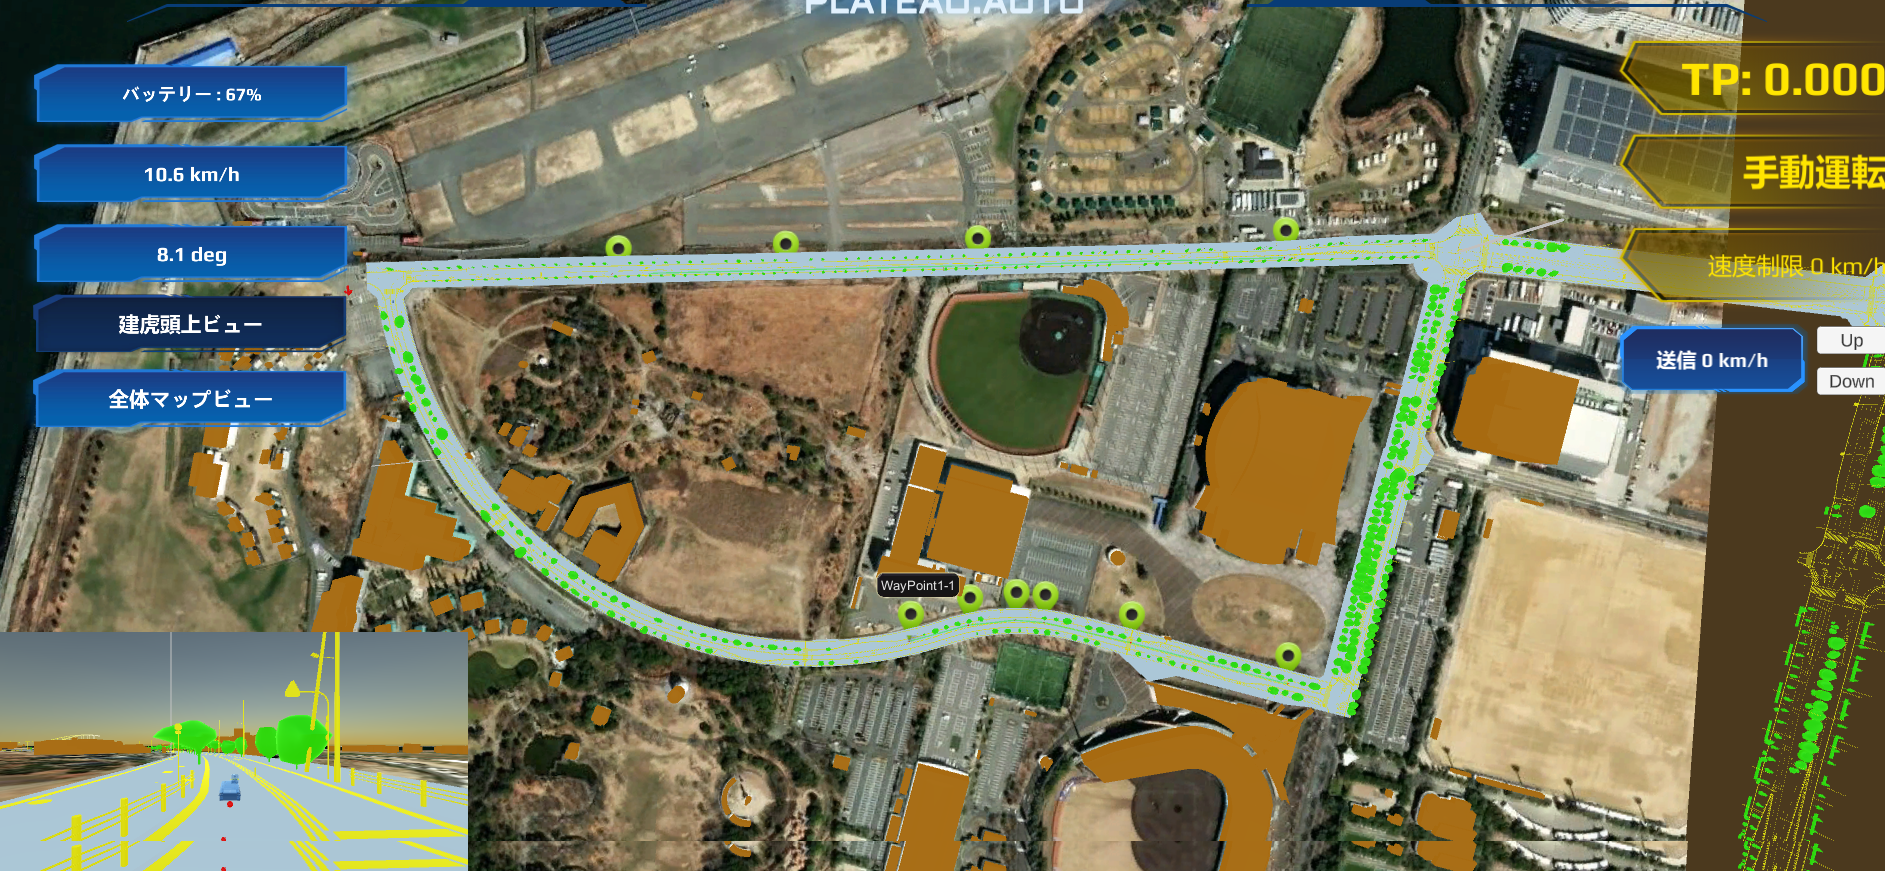 PLATEAU.AUTO
バッテリー : 67%
10.6 km/h
8.1 deg
建虎頭上ビュー
全体マップビュー
TP: 0.000
手動運転
速度制限 0 km/h
送信 0 km/h
Up
Down
WayPoint1-1